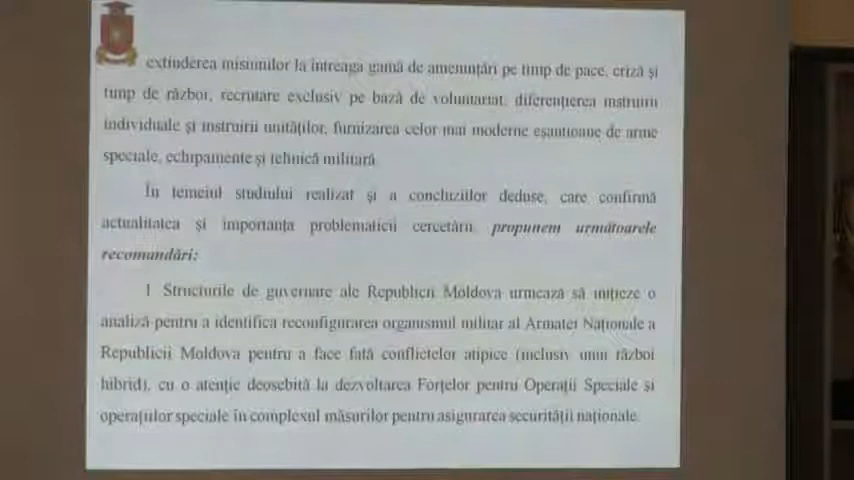 extinderea misiunilor la întreaga gamă de amenințări pe timp de pace, criză și
timp de război, recrutare exclusiv pe bază de voluntariat, diferențierea instruirii
individuale și instruirii unităților, furnizarea celor mai moderne eșantioane de arme
speciale, echipamente și tehnică militară
În temeiul studiului realizat și a concluziilor deduse, care confirmă
actualitatea și importanța problematicii cercetării, propunem următoarele
recomandări:
1 Structurile de guvernare ale Republicii Moldova urmează să inițieze o
analiză pentru a identifica reconfigurarea organismul militar al Armatei Naționale a
Republicii Moldova pentru a face față conflictelor atipice (inclusiv unui război
hibrid), cu o atenție deosebită la dezvoltarea Forțelor pentru Operații Speciale și
operațiilor speciale în complexul măsurilor pentru asigurarea securității naționale.